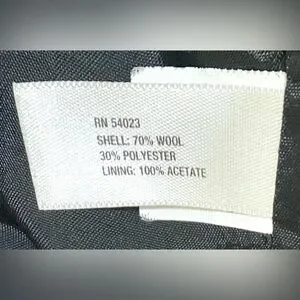 RN 54023
SHELL: 70% WOOL
30% POLYESTER
LINING: 100% ACETATE